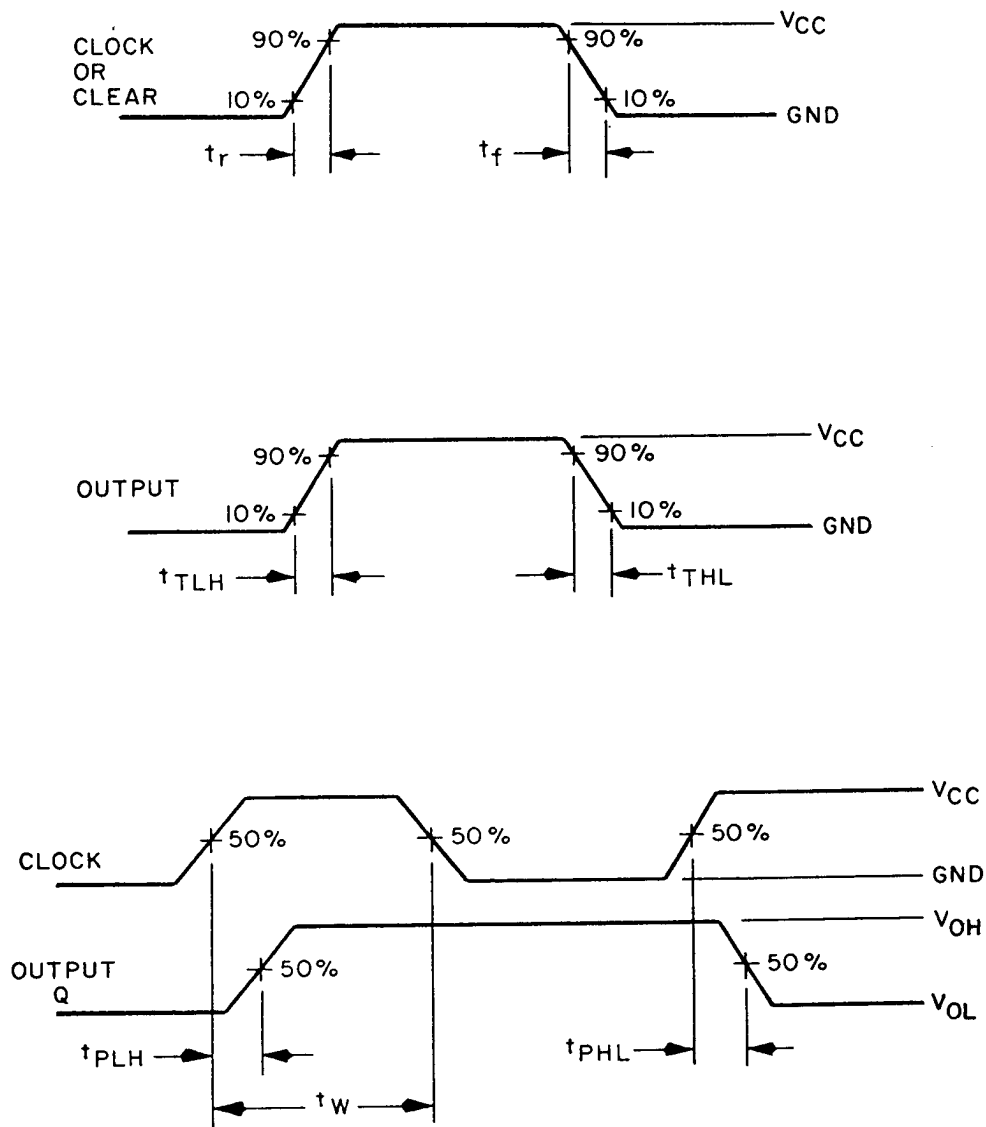 VCC
CLOCK
OR
CLEAR
90%
90%
10%
10%
GND
tr
tf
VCC
90%
90%
OUTPUT
10%
10%
GND
tTLH
tTHL
VCC
50%
50%
50%
CLOCK
GND
VOH
OUTPUT
Q
50%
50%
VOL
tPLH
tPHL
tW